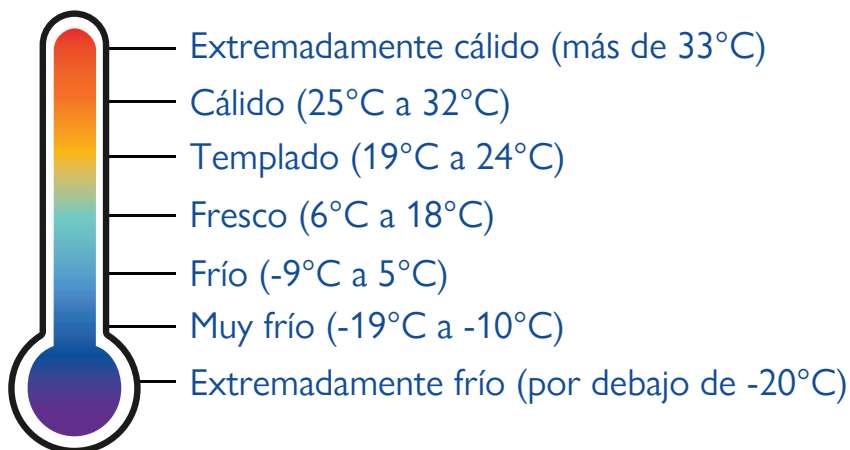 Extremadamente cálido (más de 33°C)
Cálido (25°C a 32°C)
Templado (19°C a 24°C)
Fresco (6°C a 18°C)
Frío (-9°C a 5°C)
Muy frío (-19°C a -10°C)
Extremadamente frío (por debajo de -20°C)